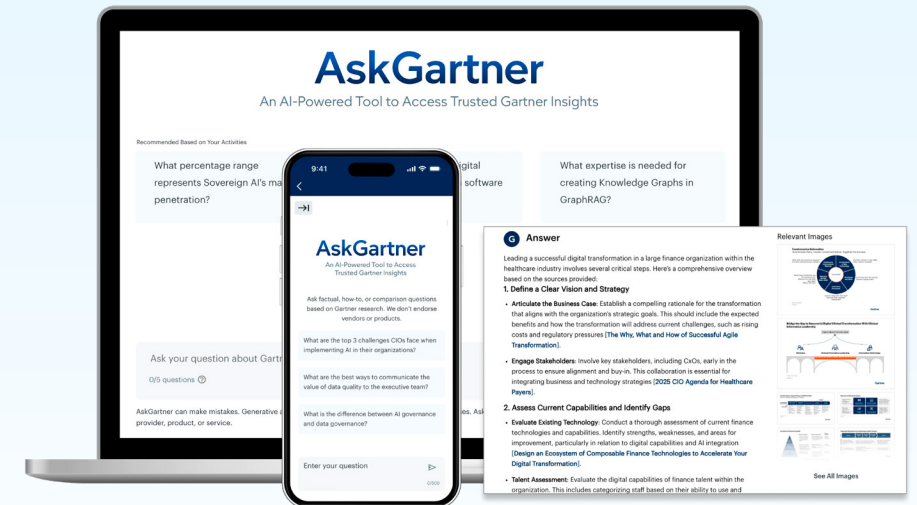 AskGartner
An AI-Powered Tool to Access Trusted Gartner Insights
Recommended Based on Your Activities
What percentage range
represents Sovereign AI's ma
penetration?
igital
software
What expertise is needed for
creating Knowledge Graphs in
GraphRAG?
Ask your question about Gartn
0/5 questions
AskGartner can make mistakes. Generative a
provider, product, or service.
es. Ask
9:41
AskGartner
An AI-Powered Tool to Access
Trusted Gartner Insights
Ask factual, how-to, or comparison questions
based on Gartner research. We don't endorse
vendors or products.
What are the top 3 challenges CIOs face when
implementing AI in their organizations?
What are the best ways to communicate the
value of data quality to the executive team?
What is the difference between AI governance
and data governance?
Enter your question
G Answer
Leading a successful digital transformation in a large finance organization within the
healthcare industry involves several critical steps. Here's a comprehensive overview
based on the sources provided:
1. Define a Clear Vision and Strategy
• Articulate the Business Case: Establish a compelling rationale for the transformation
that aligns with the organization's strategic goals. This should include the expected
benefits and how the transformation will address current challenges, such as rising
costs and regulatory pressures [The Why, What and How of Successful Agile
Transformation].
• Engage Stakeholders: Involve key stakeholders, including CxOs, early in the
process to ensure alignment and buy-in. This collaboration is essential for
integrating business and technology strategies [2025 CIO Agenda for Healthcare
Payers].
2. Assess Current Capabilities and Identify Gaps
• Evaluate Existing Technology: Conduct a thorough assessment of current finance
technologies and capabilities. Identify strengths, weaknesses, and areas for
improvement, particularly in relation to digital capabilities and AI integration
[Design an Ecosystem of Composable Finance Technologies to Accelerate Your
Digital Transformation].
• Talent Assessment: Evaluate the digital capabilities of finance talent within the
organization. This includes categorizing staff based on their ability to use and
Relevant Images
See All Images